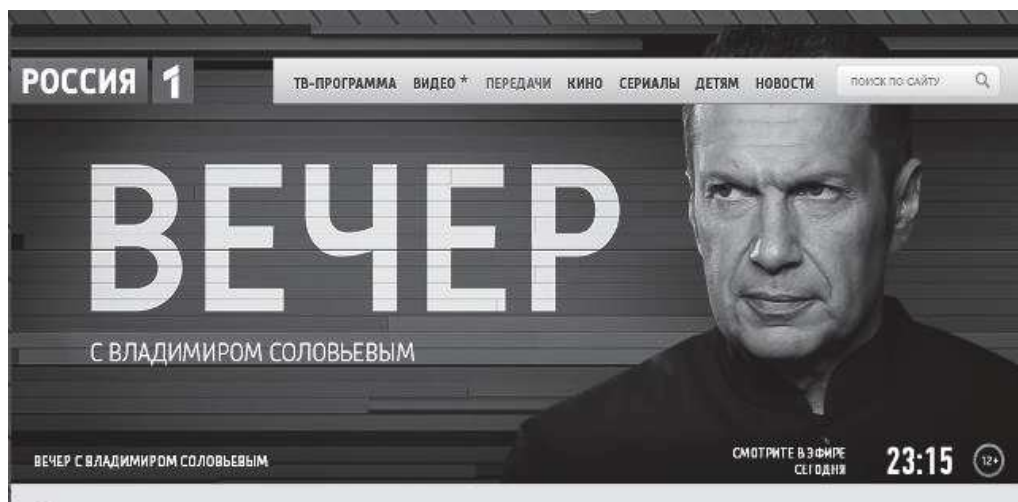 РОССИЯ 1
ТВ-ПРОГРАММА ВИДЕО * ПЕРЕДАЧИ КИНО СЕРИАЛЫ ДЕТЯМ НОВОСТИ ПОИСК ПО САЙТУ
ВЕЧЕР
С ВЛАДИМИРОМ СОЛОВЬЕВЫМ
ВЕЧЕР С ВЛАДИМИРОМ СОЛОВЬЕВЫМ
СМОТРИТЕ В ЭФИРЕ
СЕГОДНЯ
23:15
12+